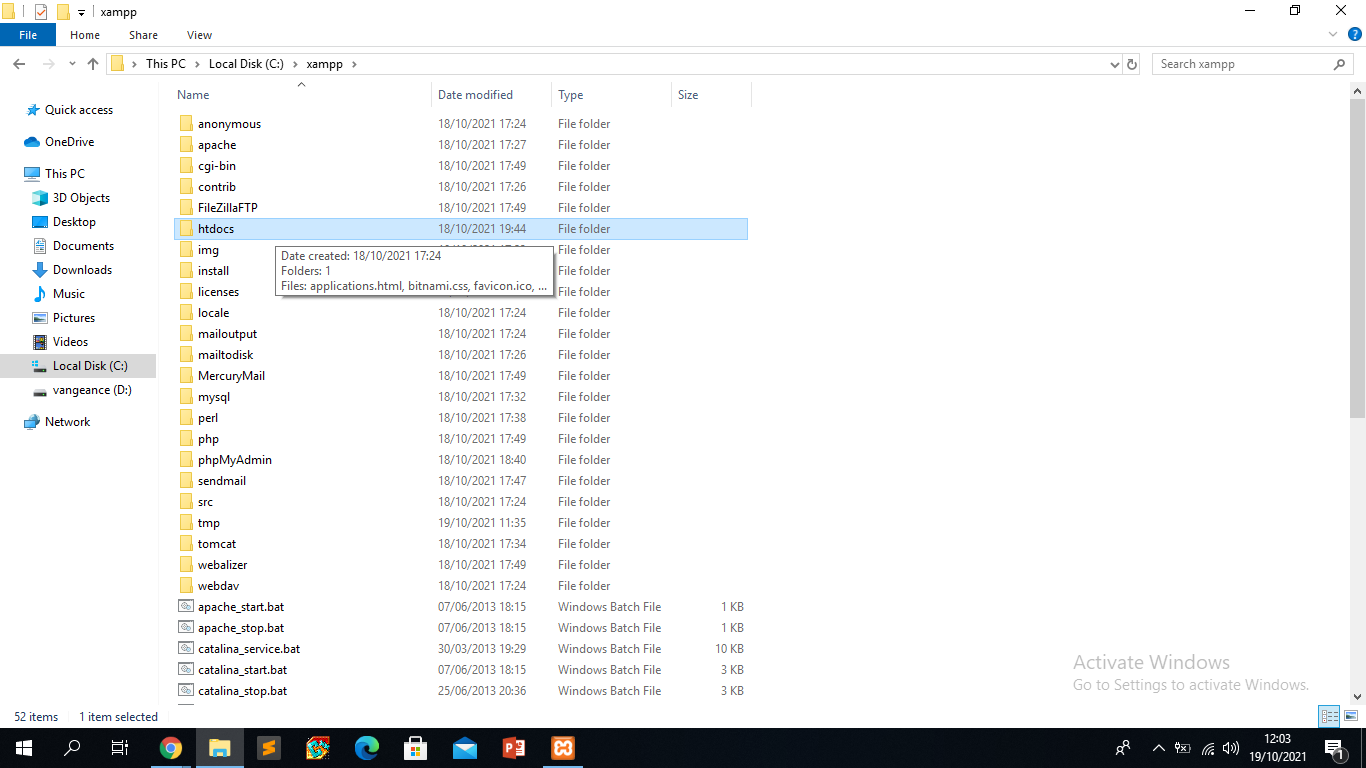 xampp
File Home Share View
This PC Local Disk (C:) xampp
Search xampp
Name Date modified Type Size
Quick access
OneDrive
This PC
3D Objects
Desktop
Documents
Downloads
Music
Pictures
Videos
Local Disk (C:)
vangeance (D:)
Network
anonymous 18/10/2021 17:24 File folder
apache 18/10/2021 17:27 File folder
cgi-bin 18/10/2021 17:49 File folder
contrib 18/10/2021 17:26 File folder
FileZillaFTP 18/10/2021 17:49 File folder
htdocs 18/10/2021 19:44 File folder
img File folder
install File folder
licenses File folder
Date created: 18/10/2021 17:24
Folders: 1
Files: applications.html, bitnami.css, favicon.ico, ...
locale 18/10/2021 17:24 File folder
mailoutput 18/10/2021 17:24 File folder
mailtodisk 18/10/2021 17:26 File folder
MercuryMail 18/10/2021 17:49 File folder
mysql 18/10/2021 17:32 File folder
perl 18/10/2021 17:38 File folder
php 18/10/2021 17:49 File folder
phpMyAdmin 18/10/2021 18:40 File folder
sendmail 18/10/2021 17:47 File folder
src 18/10/2021 17:24 File folder
tmp 19/10/2021 11:35 File folder
tomcat 18/10/2021 17:34 File folder
webalizer 18/10/2021 17:49 File folder
webdav 18/10/2021 17:24 File folder
apache_start.bat 07/06/2013 18:15 Windows Batch File 1 KB
apache_stop.bat 07/06/2013 18:15 Windows Batch File 1 KB
catalina_service.bat 30/03/2013 19:29 Windows Batch File 10 KB
catalina_start.bat 07/06/2013 18:15 Windows Batch File 3 KB
catalina_stop.bat 25/06/2013 20:36 Windows Batch File 3 KB
Activate Windows
Go to Settings to activate Windows.
52 items 1 item selected
12:03
19/10/2021
1